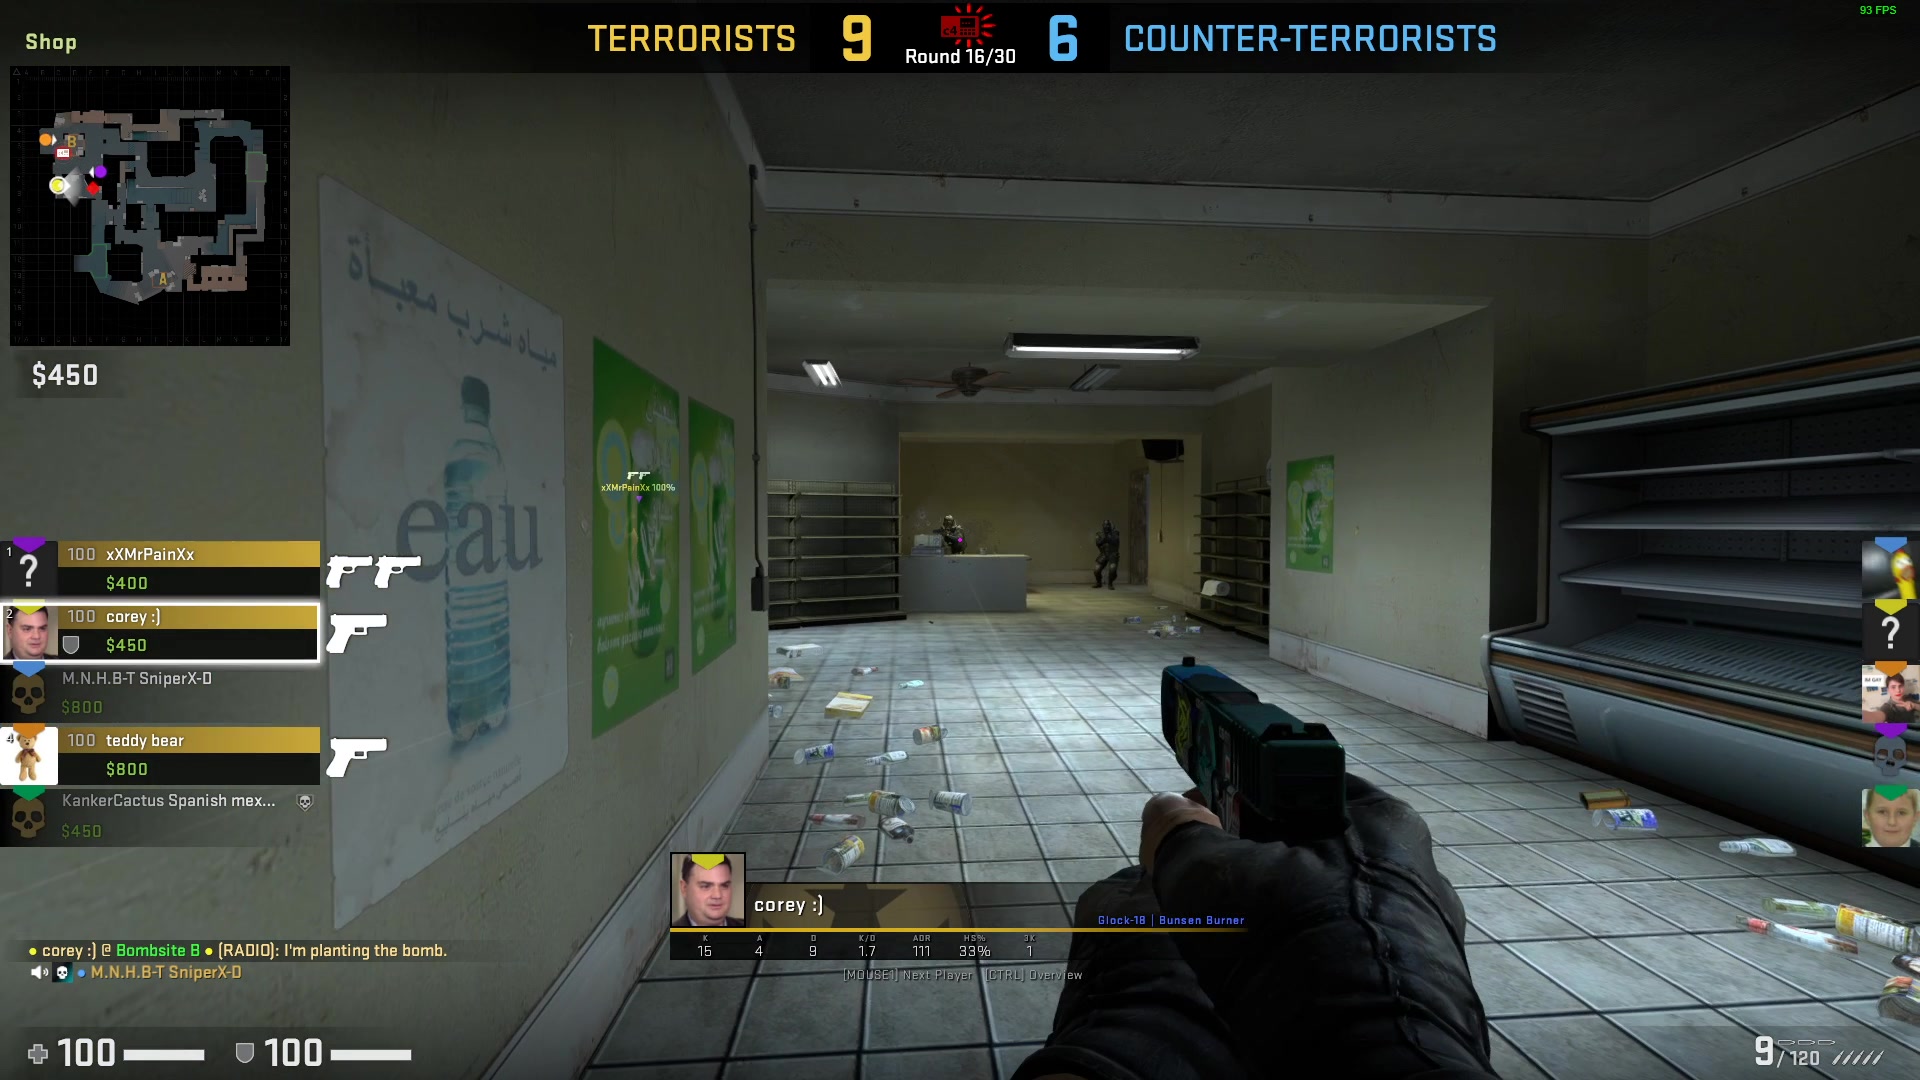 93 FPS
Shop
TERRORISTS 9 Round 16/30 6 COUNTER-TERRORISTS
B
A
$450
مياه شرب معبأة
eau
xXMrPainXx 100%
1 100 xXMrPainXx
$400
2 100 corey :)
$450
M.N.H.B-T SniperX-D
$800
4 100 teddy bear
$800
KankerCactus Spanish mex...
$450
corey :)
Glock-18 | Bunsen Burner
K A D K/D ADR HS% 3K
15 4 9 1.7 111 33% 1
[MOUSE1] Next Player [CTRL] Overview
• corey :) @ Bombsite B • (RADIO): I'm planting the bomb.
• M.N.H.B-T SniperX-D
100 100
9 / 120